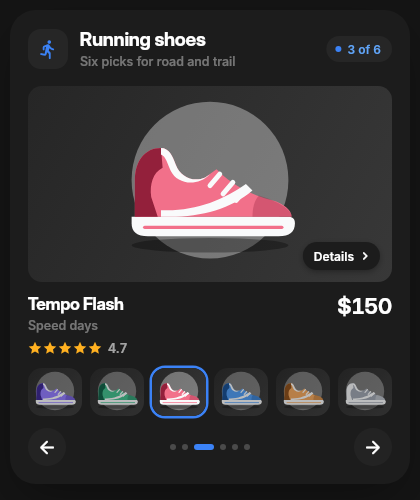 Running shoes
Six picks for road and trail
3 of 6
Details
Tempo Flash
$150
Speed days
4.7